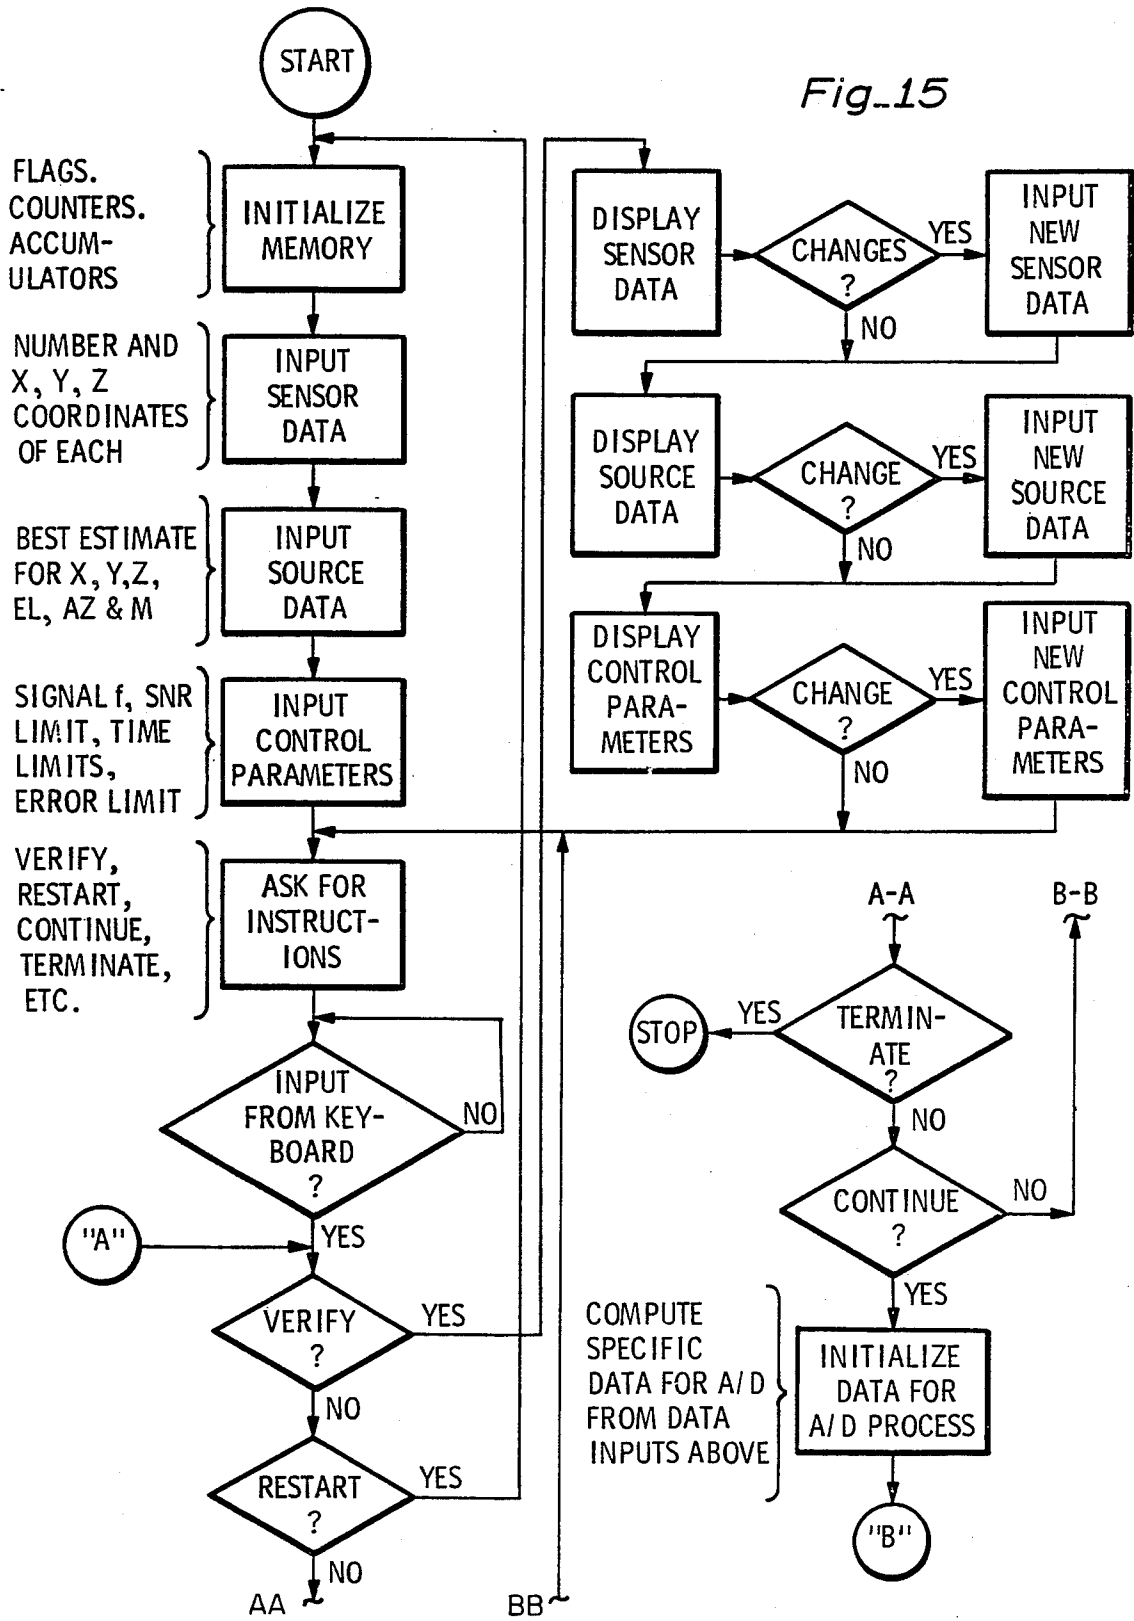 START
Fig_15
FLAGS.
COUNTERS.
ACCUM-
ULATORS
INITIALIZE
MEMORY
NUMBER AND
X, Y, Z
COORDINATES
OF EACH
INPUT
SENSOR
DATA
BEST ESTIMATE
FOR X, Y,Z,
EL, AZ & M
INPUT
SOURCE
DATA
SIGNAL f, SNR
LIMIT, TIME
LIMITS,
ERROR LIMIT
INPUT
CONTROL
PARAMETERS
VERIFY,
RESTART,
CONTINUE,
TERMINATE,
ETC.
ASK FOR
INSTRUCT-
IONS
INPUT
FROM KEY-
BOARD
?
NO
YES
"A"
VERIFY
?
YES
NO
RESTART
?
YES
NO
AA
BB
DISPLAY
SENSOR
DATA
CHANGES
?
YES
NO
INPUT
NEW
SENSOR
DATA
DISPLAY
SOURCE
DATA
CHANGE
?
YES
NO
INPUT
NEW
SOURCE
DATA
DISPLAY
CONTROL
PARA-
METERS
CHANGE
?
YES
NO
INPUT
NEW
CONTROL
PARA-
METERS
A-A
B-B
TERMIN-
ATE
?
YES
STOP
NO
CONTINUE
?
NO
YES
COMPUTE
SPECIFIC
DATA FOR A/D
FROM DATA
INPUTS ABOVE
INITIALIZE
DATA FOR
A/D PROCESS
"B"